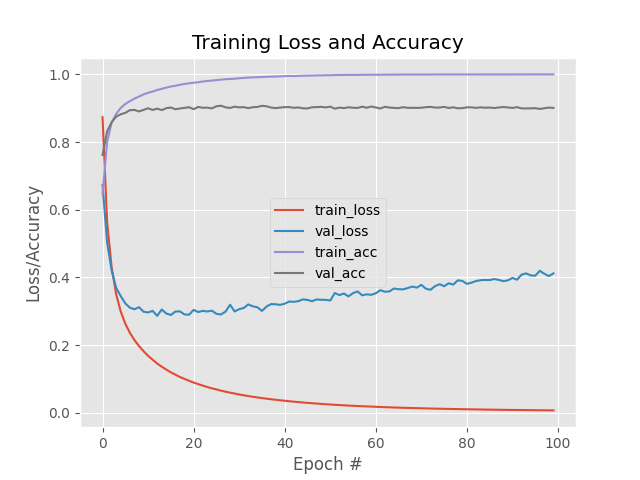 Training Loss and Accuracy
Loss/Accuracy
1.0
0.8
0.6
0.4
0.2
0.0
train_loss
val_loss
train_acc
val_acc
0 20 40 60 80 100
Epoch #